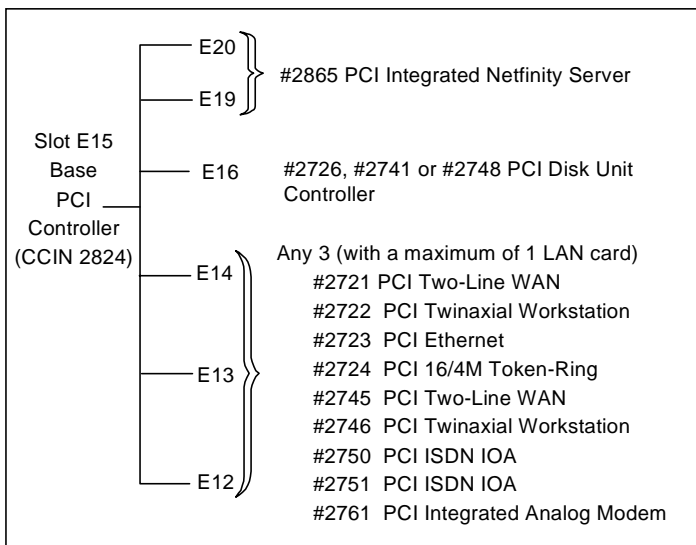 E20
E19
#2865 PCI Integrated Netfinity Server
Slot E15
Base
PCI
Controller
(CCIN 2824)
E16
#2726, #2741 or #2748 PCI Disk Unit
Controller
E14
E13
E12
Any 3 (with a maximum of 1 LAN card)
#2721 PCI Two-Line WAN
#2722 PCI Twinaxial Workstation
#2723 PCI Ethernet
#2724 PCI 16/4M Token-Ring
#2745 PCI Two-Line WAN
#2746 PCI Twinaxial Workstation
#2750 PCI ISDN IOA
#2751 PCI ISDN IOA
#2761 PCI Integrated Analog Modem